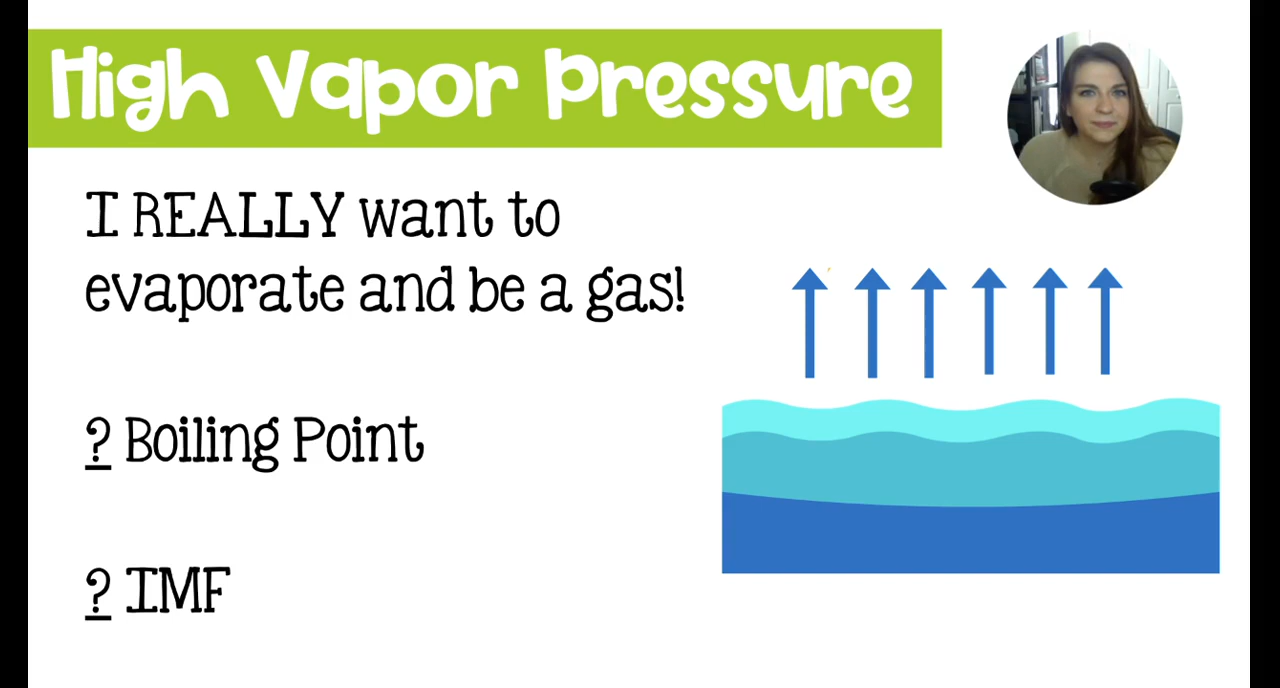 High Vapor Pressure
I REALLY want to
evaporate and be a gas!
? Boiling Point
? IMF